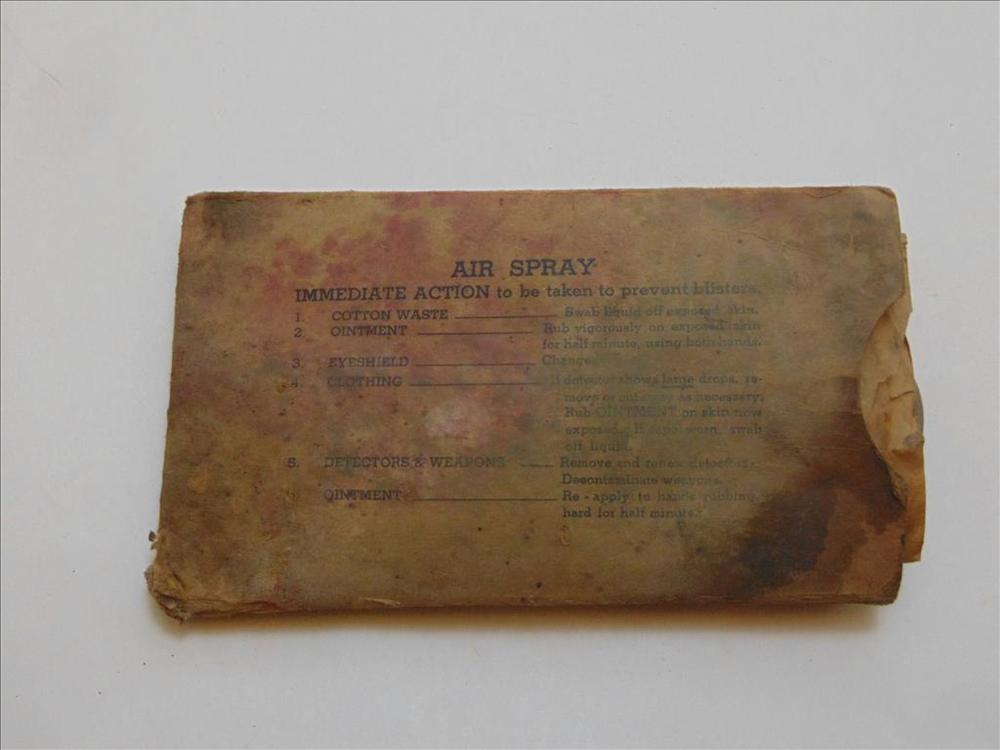 AIR SPRAY
IMMEDIATE ACTION to be taken to prevent blisters.
1. COTTON WASTE Swab liquid off exposed skin.
2. OINTMENT Rub vigorously on exposed skin
for half minute, using both hands.
3. EYESHIELD Change.
4. CLOTHING If detector shows large drops, re-
move or cut away as necessary.
Rub OINTMENT on skin now
exposed. If cape worn, swab
off liquid.
5. DETECTORS & WEAPONS Remove and renew detectors.
Decontaminate weapons.
OINTMENT Re-apply to hands rubbing
hard for half minute.